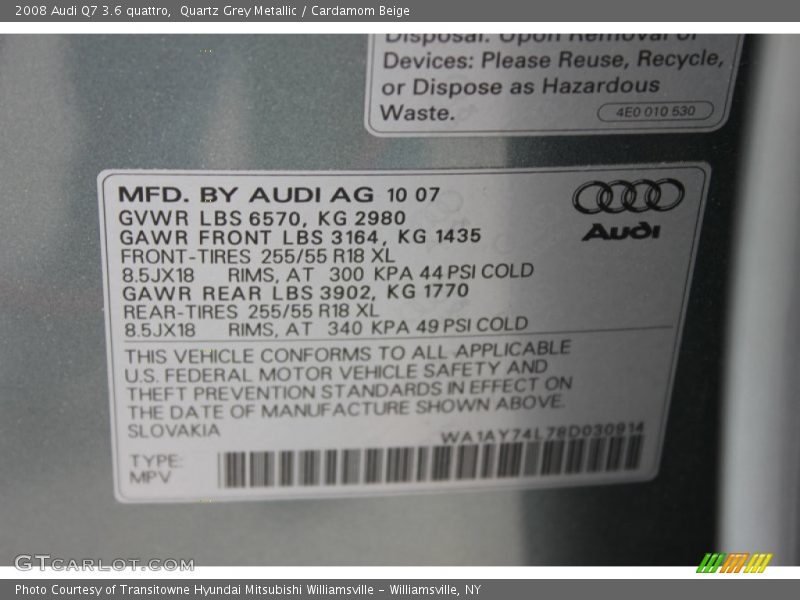 2008 Audi Q7 3.6 quattro,  Quartz Grey Metallic / Cardamom Beige
Disposal. Upon Removal of
Devices: Please Reuse, Recycle,
or Dispose as Hazardous
Waste.
4E0 010 530
MFD. BY AUDI AG 10 07
GVWR LBS 6570, KG 2980
GAWR FRONT LBS 3164, KG 1435
FRONT-TIRES 255/55 R18 XL
8.5JX18 RIMS, AT 300 KPA 44 PSI COLD
GAWR REAR LBS 3902, KG 1770
REAR-TIRES 255/55 R18 XL
8.5JX18 RIMS, AT 340 KPA 49 PSI COLD
Audi
THIS VEHICLE CONFORMS TO ALL APPLICABLE
U.S. FEDERAL MOTOR VEHICLE SAFETY AND
THEFT PREVENTION STANDARDS IN EFFECT ON
THE DATE OF MANUFACTURE SHOWN ABOVE.
SLOVAKIA
WA1AY74L78D030914
TYPE:
MPV
GTCARLOT.COM
Photo Courtesy of Transitowne Hyundai Mitsubishi Williamsville - Williamsville, NY